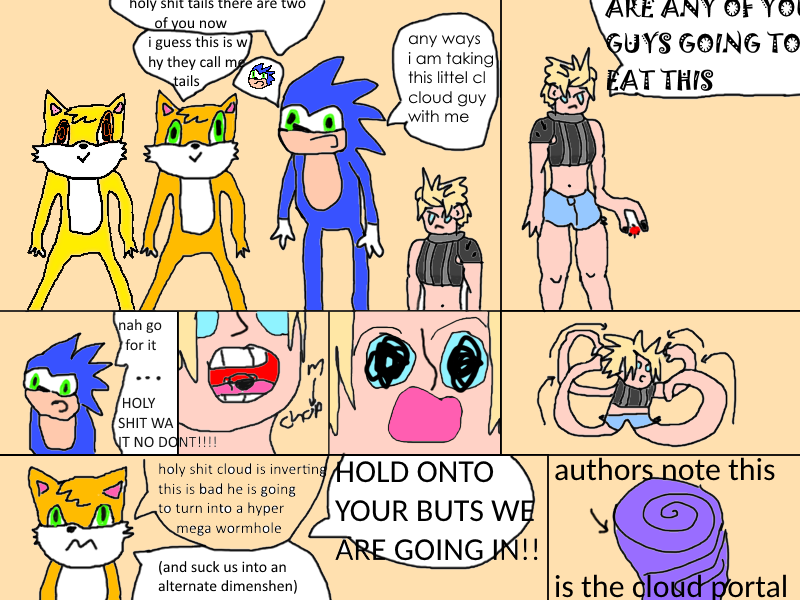 holy shit tails there are two
of you now
i guess this is w
hy they call me
tails
any ways
i am taking
this littel cl
cloud guy
with me
ARE ANY OF YOU
GUYS GOING TO
EAT THIS
nah go
for it
...
HOLY
SHIT WA
IT NO DONT!!!!
chop
holy shit cloud is inverting
this is bad he is going
to turn into a hyper
mega wormhole
(and suck us into an
alternate dimenshen)
HOLD ONTO
YOUR BUTS WE
ARE GOING IN!!
authors note this
is the cloud portal